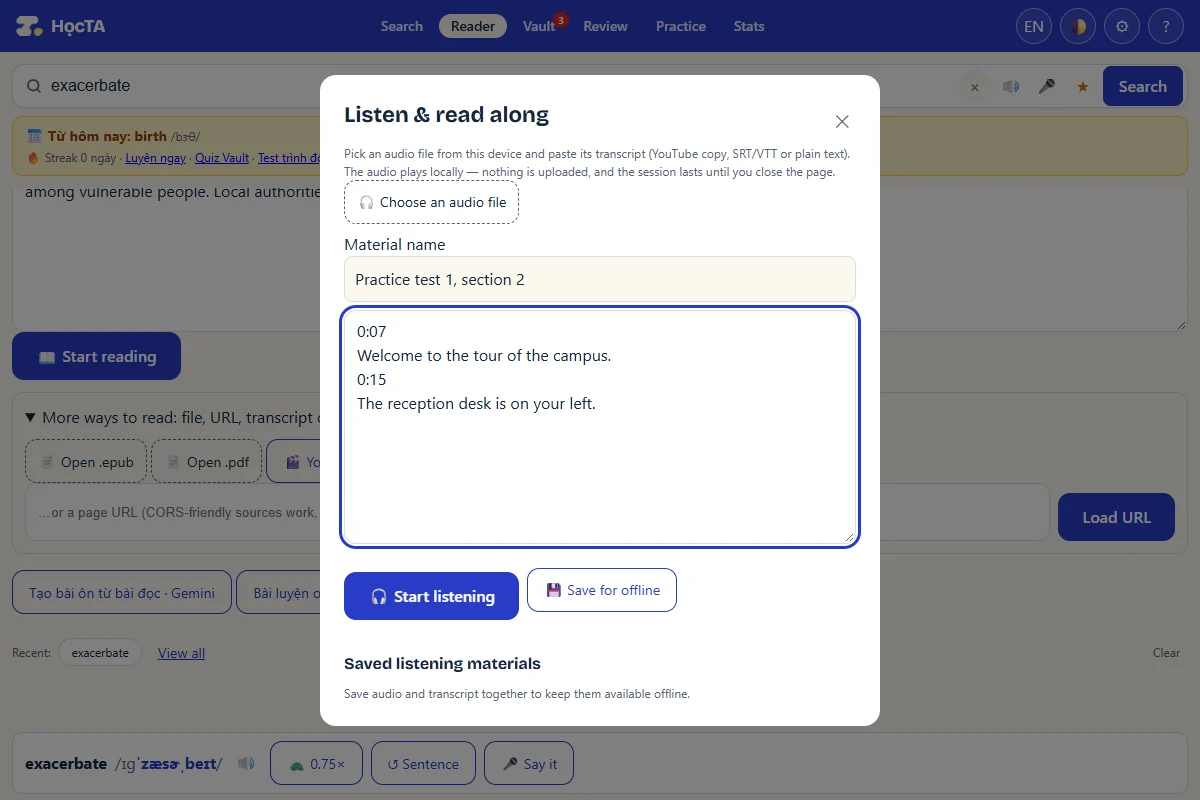 HọcTA
Search Reader Vault 3 Review Practice Stats
EN ?
exacerbate
× Search
Từ hôm nay: birth /bɝθ/
Streak 0 ngày · Luyện ngay · Quiz Vault · Test trình
among vulnerable people. Local authoritie
Start reading
More ways to read: file, URL, transcript
Open .epub Open .pdf
...or a page URL (CORS-friendly sources work,
Load URL
Tạo bài ôn từ bài đọc · Gemini Bài luyện
Recent: exacerbate View all Clear
Listen & read along
Pick an audio file from this device and paste its transcript (YouTube copy, SRT/VTT or plain text).
The audio plays locally — nothing is uploaded, and the session lasts until you close the page.
Choose an audio file
Material name
Practice test 1, section 2
0:07
Welcome to the tour of the campus.
0:15
The reception desk is on your left.
Start listening Save for offline
Saved listening materials
Save audio and transcript together to keep them available offline.
exacerbate /ɪɡˈzæsɚˌbeɪt/ 0.75× ↺ Sentence Say it